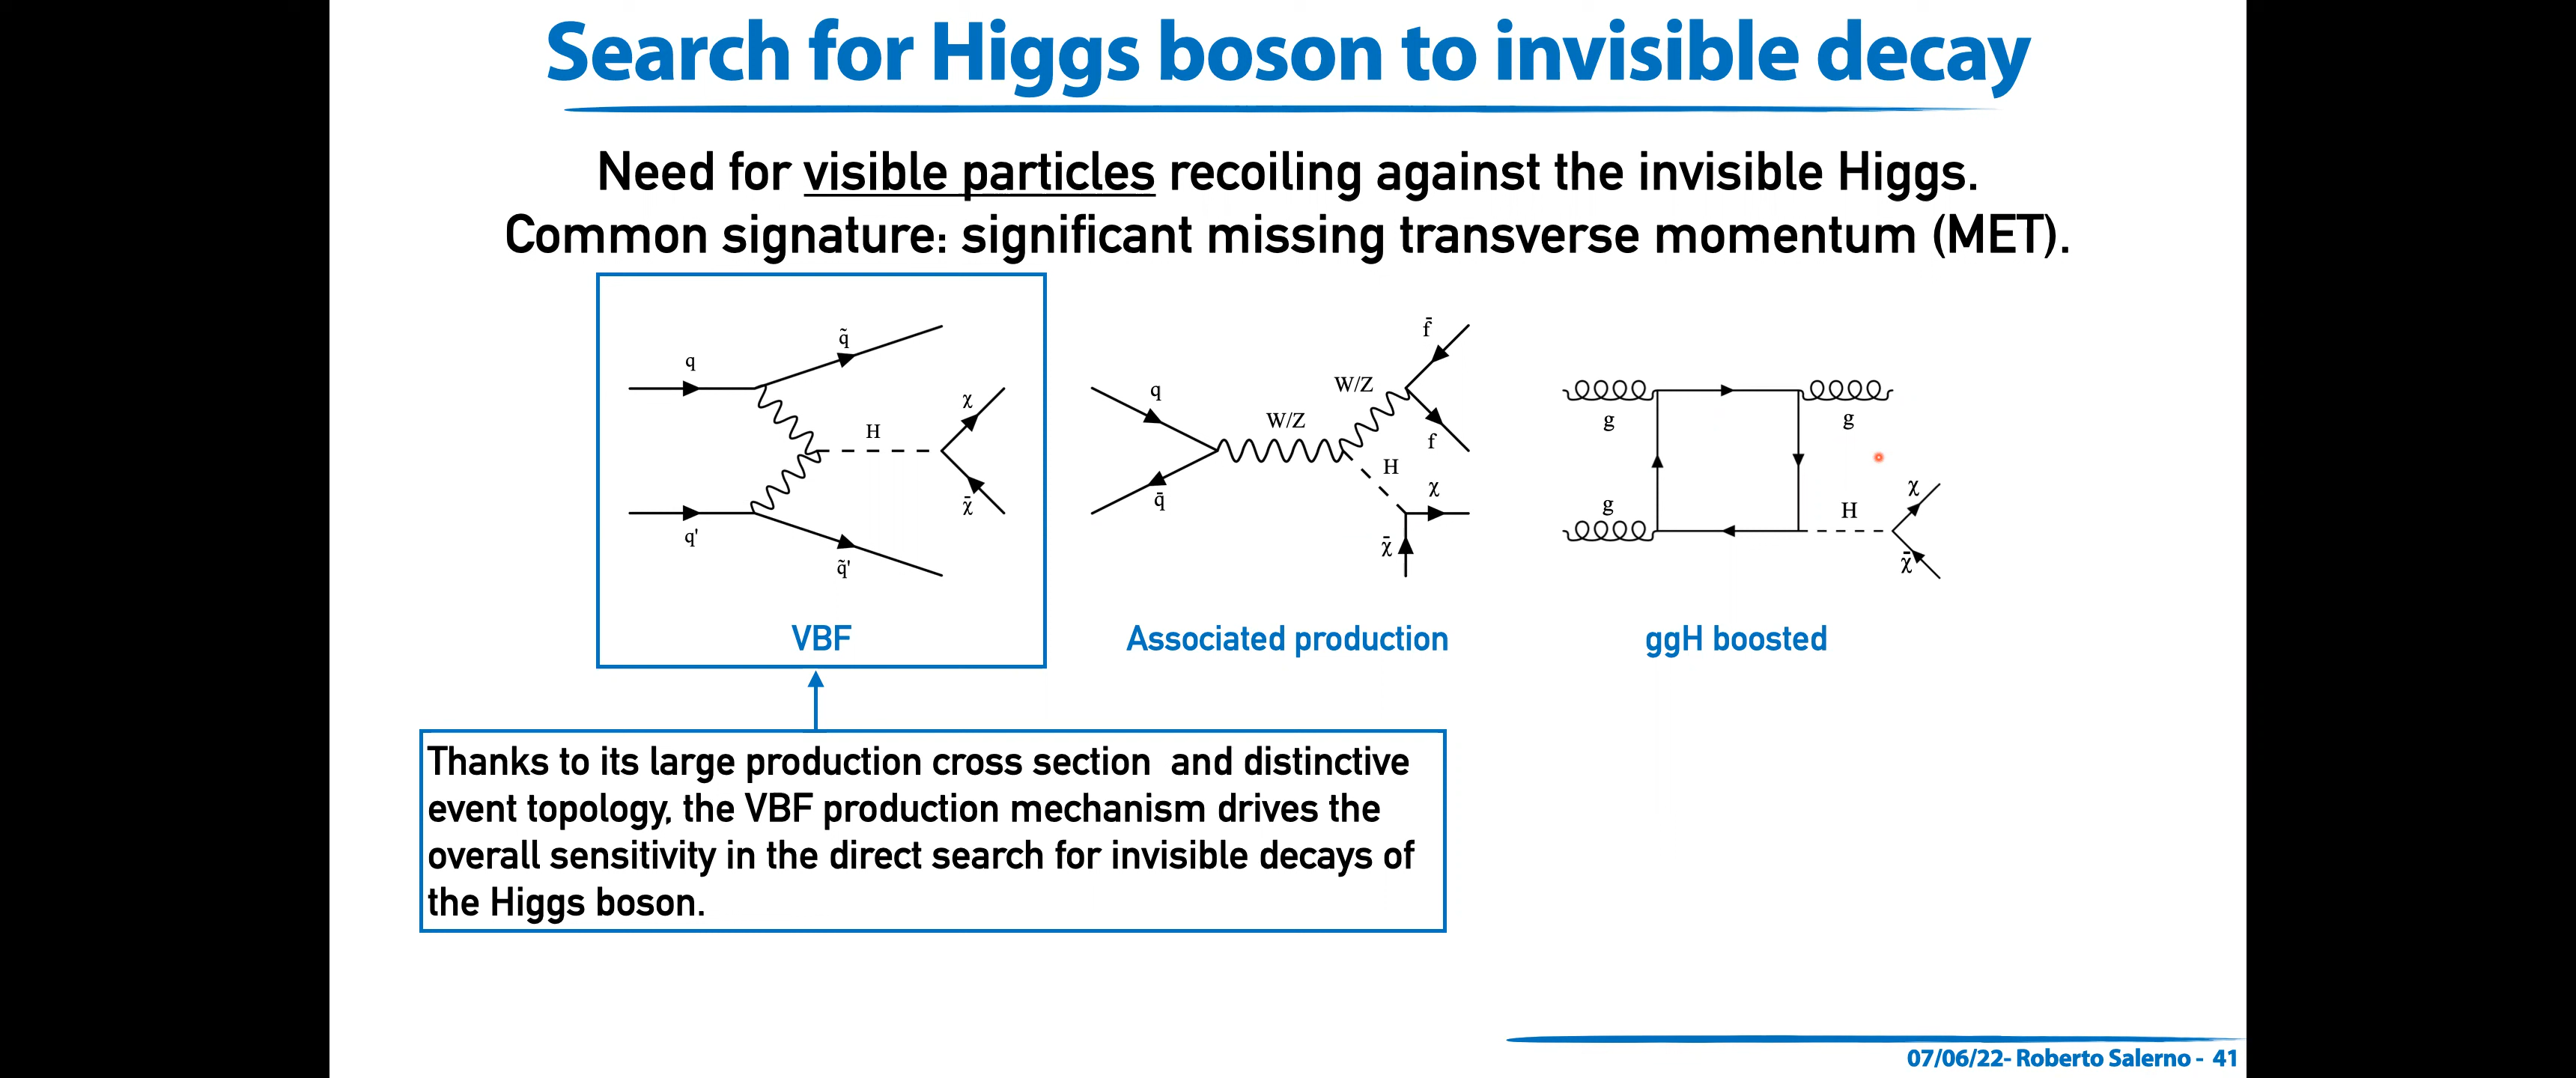 Search for Higgs boson to invisible decay
Need for visible particles recoiling against the invisible Higgs.
Common signature: significant missing transverse momentum (MET).
q
q̃
H
χ
χ̄
q'
q̃'
VBF
q
q̄
W/Z
W/Z
f̄
f
H
χ
χ̄
Associated production
g
g
g
H
χ
χ̄
ggH boosted
Thanks to its large production cross section and distinctive
event topology, the VBF production mechanism drives the
overall sensitivity in the direct search for invisible decays of
the Higgs boson.
07/06/22- Roberto Salerno - 41